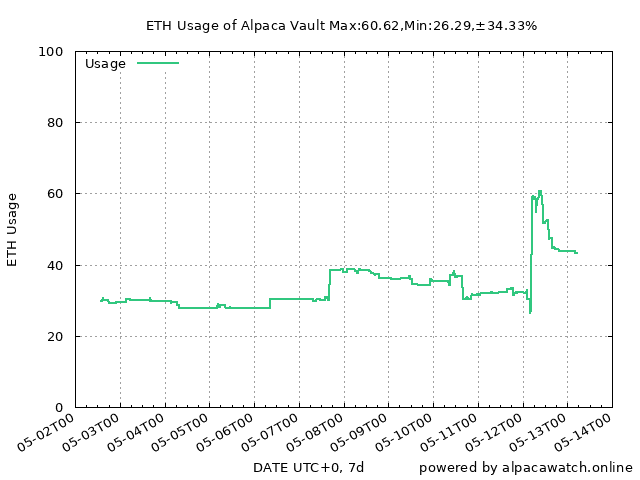 ETH Usage of Alpaca Vault Max:60.62,Min:26.29,±34.33%
Usage
100
80
60
40
20
0
ETH Usage
05-02T00
05-03T00
05-04T00
05-05T00
05-06T00
05-07T00
05-08T00
05-09T00
05-10T00
05-11T00
05-12T00
05-13T00
05-14T00
DATE UTC+0, 7d
powered by alpacawatch.online